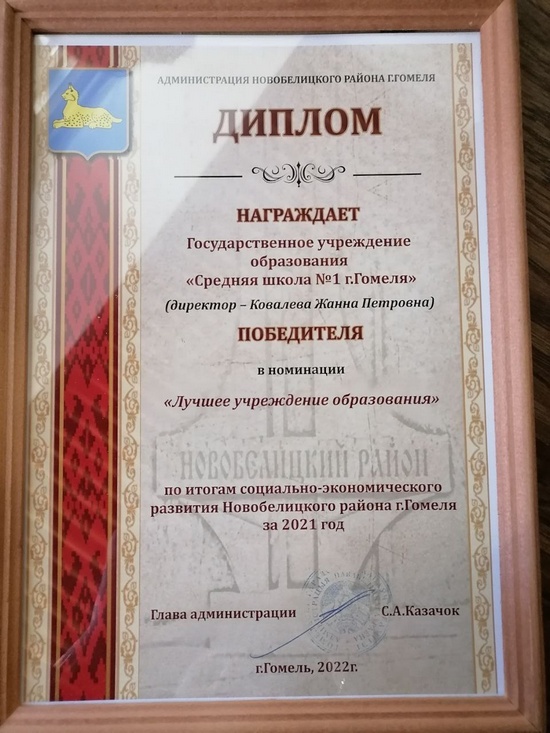 АДМИНИСТРАЦИЯ НОВОБЕЛИЦКОГО РАЙОНА Г.ГОМЕЛЯ
ДИПЛОМ
НАГРАЖДАЕТ
Государственное учреждение
образования
«Средняя школа №1 г.Гомеля»
(директор – Ковалева Жанна Петровна)
ПОБЕДИТЕЛЯ
в номинации
«Лучшее учреждение образования»
НОВОБЕЛИЦКИЙ РАЙОН
по итогам социально-экономического
развития Новобелицкого района г.Гомеля
за 2021 год
Глава администрации С.А.Казачок
г.Гомель, 2022г.